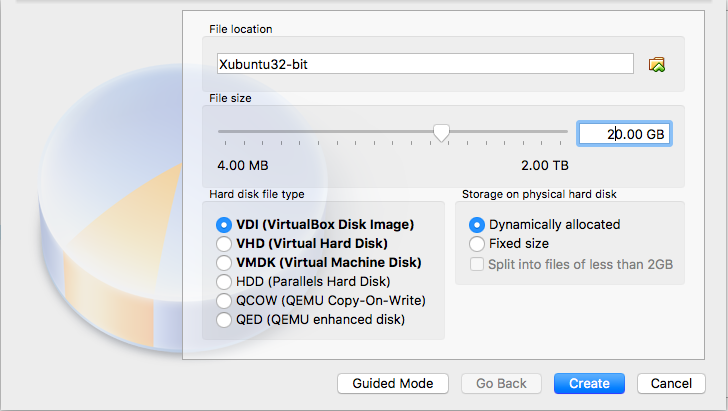 File location
Xubuntu32-bit
File size
20.00 GB
4.00 MB 2.00 TB
Hard disk file type
VDI (VirtualBox Disk Image)
VHD (Virtual Hard Disk)
VMDK (Virtual Machine Disk)
HDD (Parallels Hard Disk)
QCOW (QEMU Copy-On-Write)
QED (QEMU enhanced disk)
Storage on physical hard disk
Dynamically allocated
Fixed size
Split into files of less than 2GB
Guided Mode Go Back Create Cancel